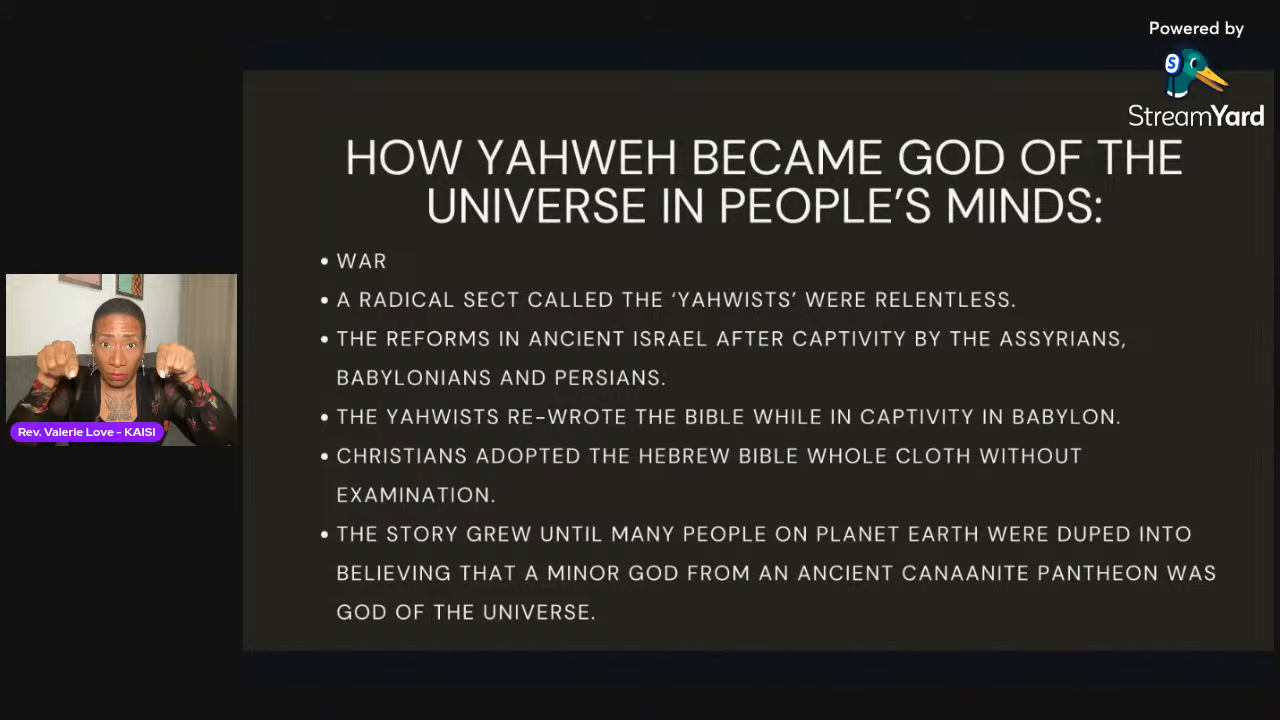 Powered by
StreamYard
HOW YAHWEH BECAME GOD OF THE
UNIVERSE IN PEOPLE'S MINDS:
• WAR
• A RADICAL SECT CALLED THE 'YAHWISTS' WERE RELENTLESS.
• THE REFORMS IN ANCIENT ISRAEL AFTER CAPTIVITY BY THE ASSYRIANS,
BABYLONIANS AND PERSIANS.
• THE YAHWISTS RE-WROTE THE BIBLE WHILE IN CAPTIVITY IN BABYLON.
• CHRISTIANS ADOPTED THE HEBREW BIBLE WHOLE CLOTH WITHOUT
EXAMINATION.
• THE STORY GREW UNTIL MANY PEOPLE ON PLANET EARTH WERE DUPED INTO
BELIEVING THAT A MINOR GOD FROM AN ANCIENT CANAANITE PANTHEON WAS
GOD OF THE UNIVERSE.
Rev. Valerie Love - KAISI